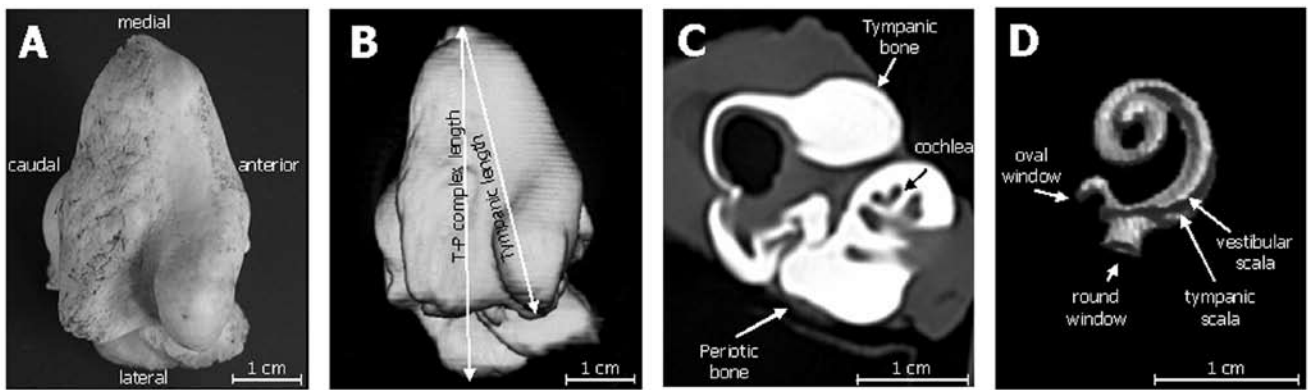 A
medial
caudal
anterior
lateral
1 cm
B
T-P complex length
Tympanic length
1 cm
C
Tympanic
bone
cochlea
Periotic
bone
1 cm
D
oval
window
vestibular
scala
tympanic
scala
round
window
1 cm